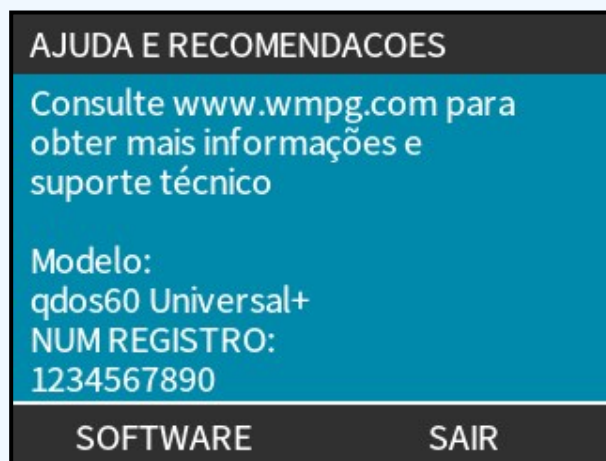 AJUDA E RECOMENDACOES
Consulte www.wmpg.com para
obter mais informações e
suporte técnico
Modelo:
qdos60 Universal+
NUM REGISTRO:
1234567890
SOFTWARE SAIR